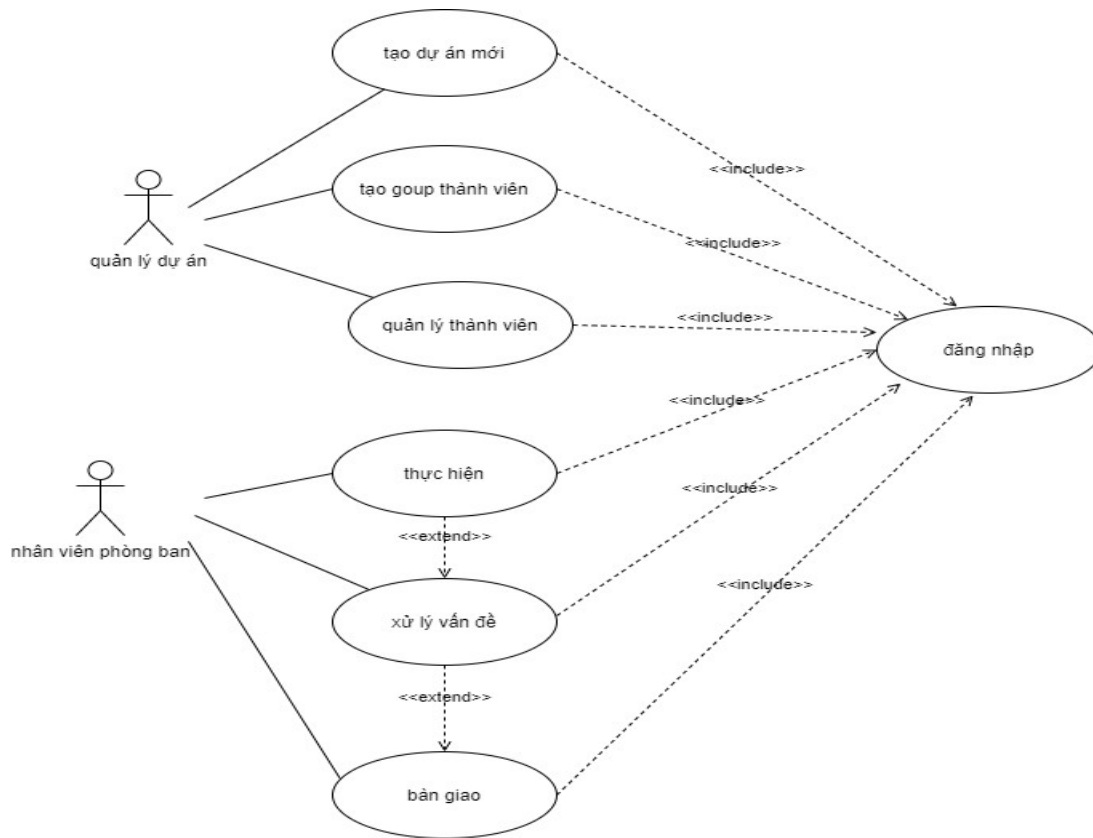 tạo dự án mới
<<include>>
tạo goup thành viên
<<include>>
quản lý dự án
quản lý thành viên
<<include>>
đăng nhập
<<include>>
thực hiện
<<include>>
<<extend>>
nhân viên phòng ban
<<include>>
xử lý vấn đề
<<extend>>
bàn giao